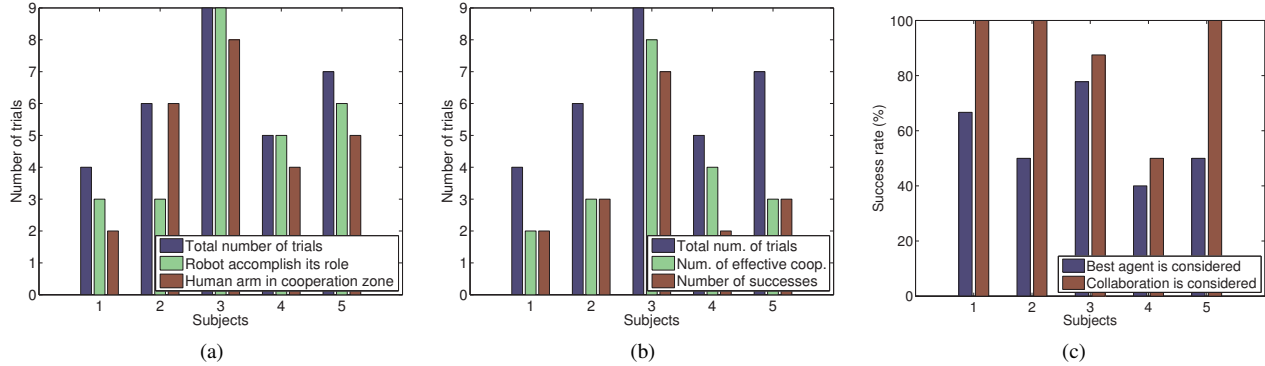 9
8
7
6
5
4
3
2
1
0
Number of trials
Total number of trials
Robot accomplish its role
Human arm in cooperation zone
1 2 3 4 5
Subjects
(a)
9
8
7
6
5
4
3
2
1
0
Number of trials
Total num. of trials
Num. of effective coop.
Number of successes
1 2 3 4 5
Subjects
(b)
100
80
60
40
20
0
Success rate (%)
Best agent is considered
Collaboration is considered
1 2 3 4 5
Subjects
(c)